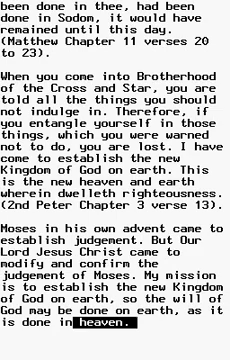 been done in thee, had been
done in Sodom, it would have
remained until this day.
(Matthew Chapter 11 verses 20
to 23).
When you come into Brotherhood
of the Cross and Star, you are
told all the things you should
not indulge in. Therefore, if
you entangle yourself in those
things, which you were warned
not to do, you are lost. I have
come to establish the new
Kingdom of God on earth. This
is the new heaven and earth
wherein dwelleth righteousness.
(2nd Peter Chapter 3 verse 13).
Moses in his own advent came to
establish judgement. But Our
Lord Jesus Christ came to
modify and confirm the
judgement of Moses. My mission
is to establish the new Kingdom
of God on earth, so the will of
God may be done on earth, as it
is done in heaven.